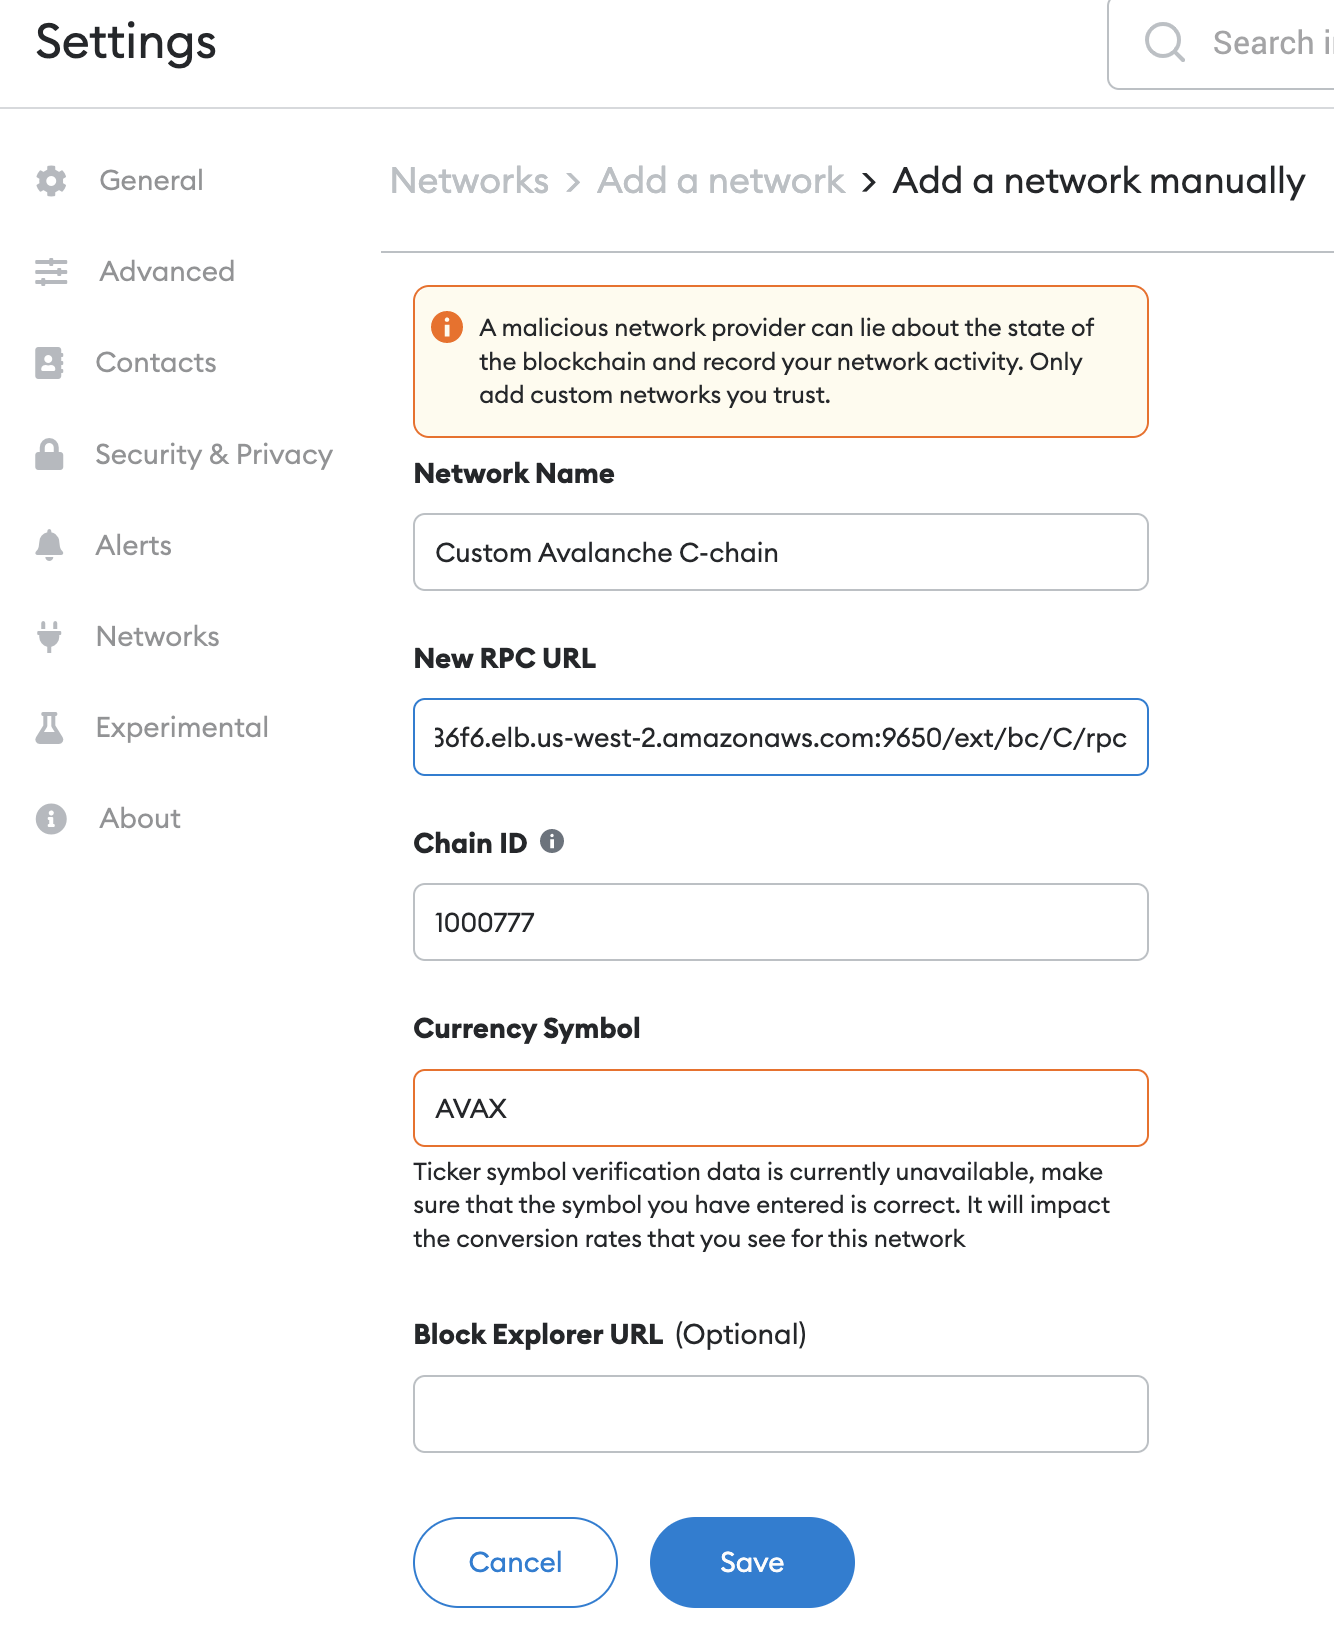 Settings
Search
General
Networks > Add a network > Add a network manually
Advanced
Contacts
Security & Privacy
Alerts
Networks
Experimental
About
A malicious network provider can lie about the state of
the blockchain and record your network activity. Only
add custom networks you trust.
Network Name
Custom Avalanche C-chain
New RPC URL
36f6.elb.us-west-2.amazonaws.com:9650/ext/bc/C/rpc
Chain ID
1000777
Currency Symbol
AVAX
Ticker symbol verification data is currently unavailable, make
sure that the symbol you have entered is correct. It will impact
the conversion rates that you see for this network
Block Explorer URL (Optional)
Cancel
Save